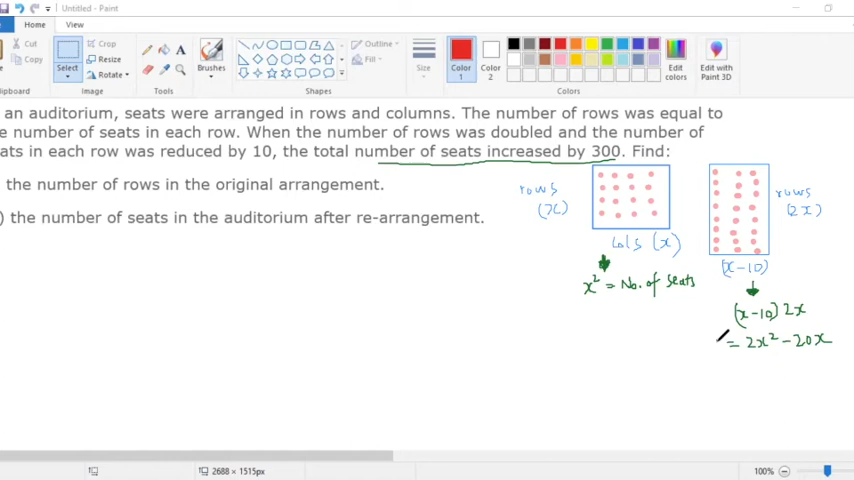 Untitled - Paint
Home View
Cut
Copy
Select
Crop
Resize
Rotate
Brushes
Outline
Fill
Size
Color 1
Color 2
Edit colors
Edit with Paint 3D
Clipboard
Image
Tools
Shapes
Colors
an auditorium, seats were arranged in rows and columns. The number of rows was equal to
e number of seats in each row. When the number of rows was doubled and the number of
ats in each row was reduced by 10, the total number of seats increased by 300. Find:
the number of rows in the original arrangement.
) the number of seats in the auditorium after re-arrangement.
rows
(x)
cols (x)
x² = No. of seats
rows
(2x)
(x-10)
(x-10) 2x
= 2x² - 20x
2688 × 1515px
100%